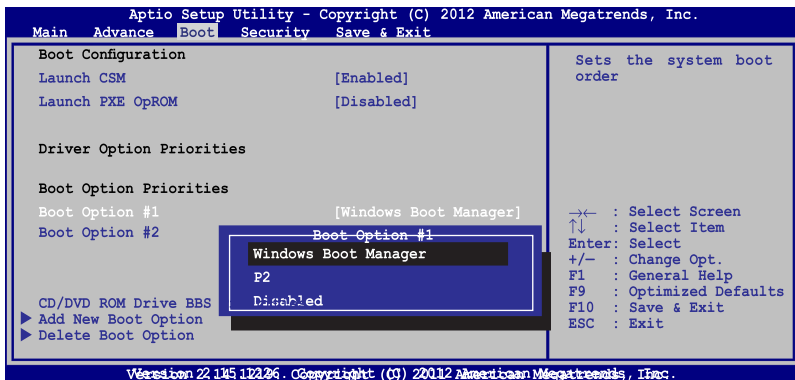 Aptio Setup Utility - Copyright (C) 2012 American Megatrends, Inc.
Main Advance Boot Security Save & Exit
Boot Configuration
Launch CSM [Enabled]
Launch PXE OpROM [Disabled]
Driver Option Priorities
Boot Option Priorities
Boot Option #1 [Windows Boot Manager]
Boot Option #2
CD/DVD ROM Drive BBS
Add New Boot Option
Delete Boot Option
Boot Option #1
Windows Boot Manager
P2
Disabled
Sets the system boot
order
→← : Select Screen
↑↓ : Select Item
Enter: Select
+/— : Change Opt.
F1 : General Help
F9 : Optimized Defaults
F10 : Save & Exit
ESC : Exit
American Megatrends, Inc.